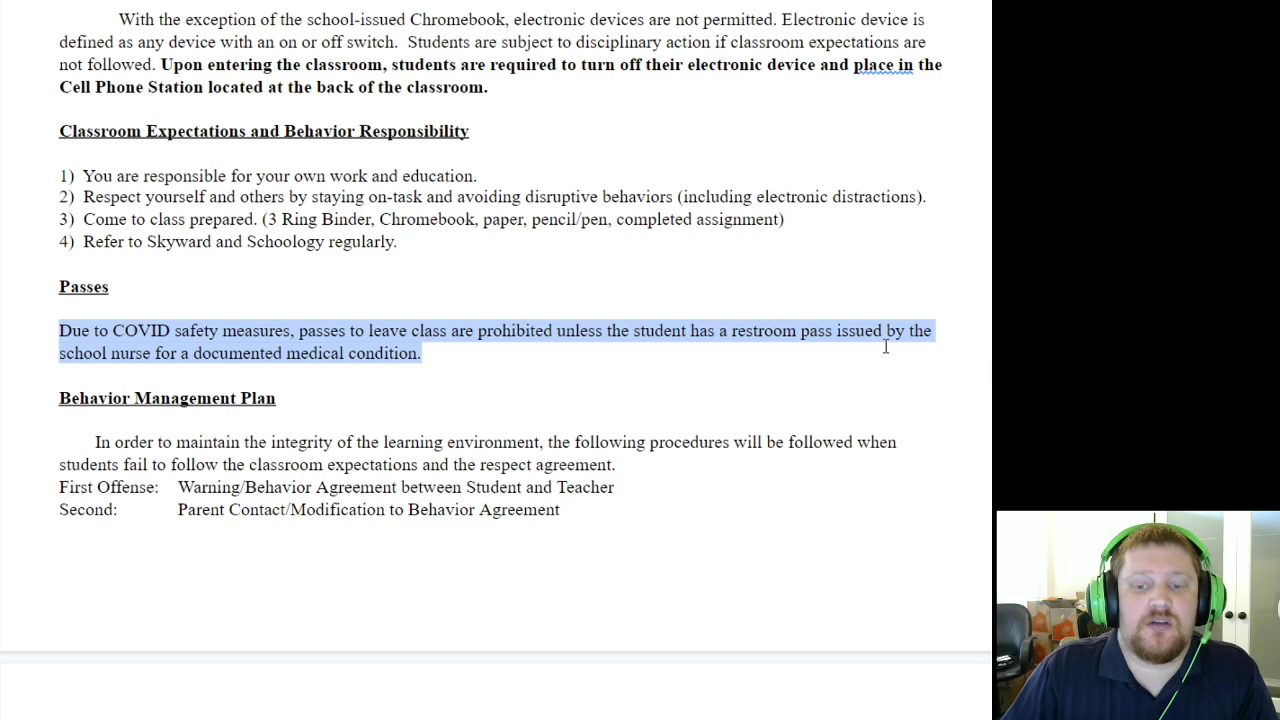 With the exception of the school-issued Chromebook, electronic devices are not permitted. Electronic device is
defined as any device with an on or off switch. Students are subject to disciplinary action if classroom expectations are
not followed. Upon entering the classroom, students are required to turn off their electronic device and place in the
Cell Phone Station located at the back of the classroom.
Classroom Expectations and Behavior Responsibility
1) You are responsible for your own work and education.
2) Respect yourself and others by staying on-task and avoiding disruptive behaviors (including electronic distractions).
3) Come to class prepared. (3 Ring Binder, Chromebook, paper, pencil/pen, completed assignment)
4) Refer to Skyward and Schoology regularly.
Passes
Due to COVID safety measures, passes to leave class are prohibited unless the student has a restroom pass issued by the
school nurse for a documented medical condition.
Behavior Management Plan
In order to maintain the integrity of the learning environment, the following procedures will be followed when
students fail to follow the classroom expectations and the respect agreement.
First Offense: Warning/Behavior Agreement between Student and Teacher
Second: Parent Contact/Modification to Behavior Agreement